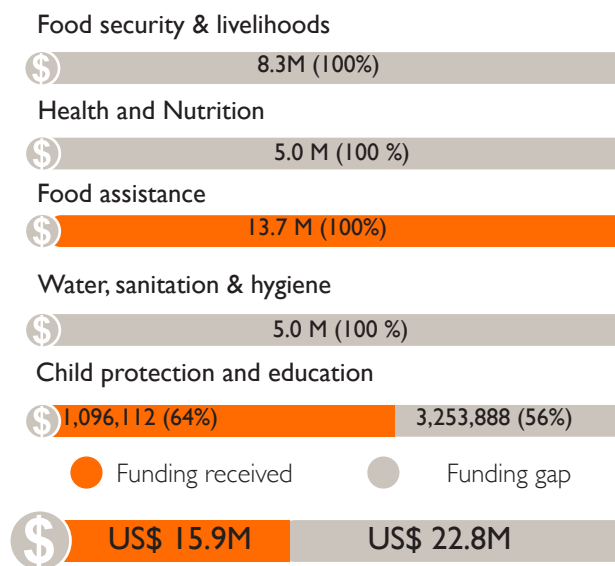 Food security & livelihoods
$ 8.3M (100%)
Health and Nutrition
$ 5.0 M (100 %)
Food assistance
$ 13.7 M (100%)
Water, sanitation & hygiene
$ 5.0 M (100 %)
Child protection and education
$ 1,096,112 (64%) 3,253,888 (56%)
Funding received Funding gap
$ US$ 15.9M US$ 22.8M